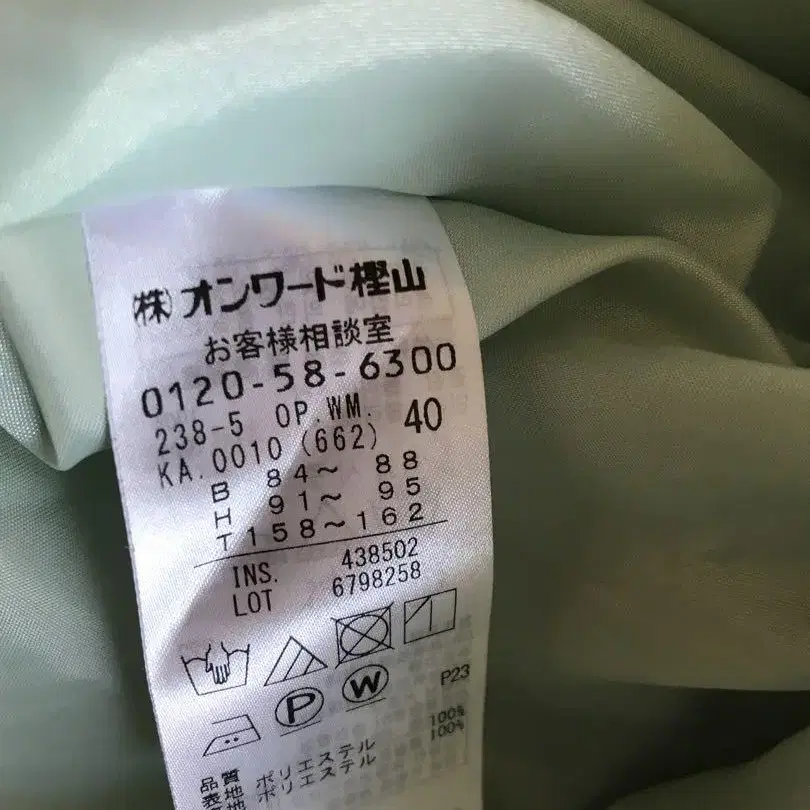 (株)オンワード樫山
お客様相談室
0120-58-6300
238-5 OP.WM. 40
KA.0010 (662)
B 84～ 88
H 91～ 95
T158～162
INS. 438502
LOT 6798258
P W
P23
品質
表地 ポリエステル 100%
ポリエステル 100%